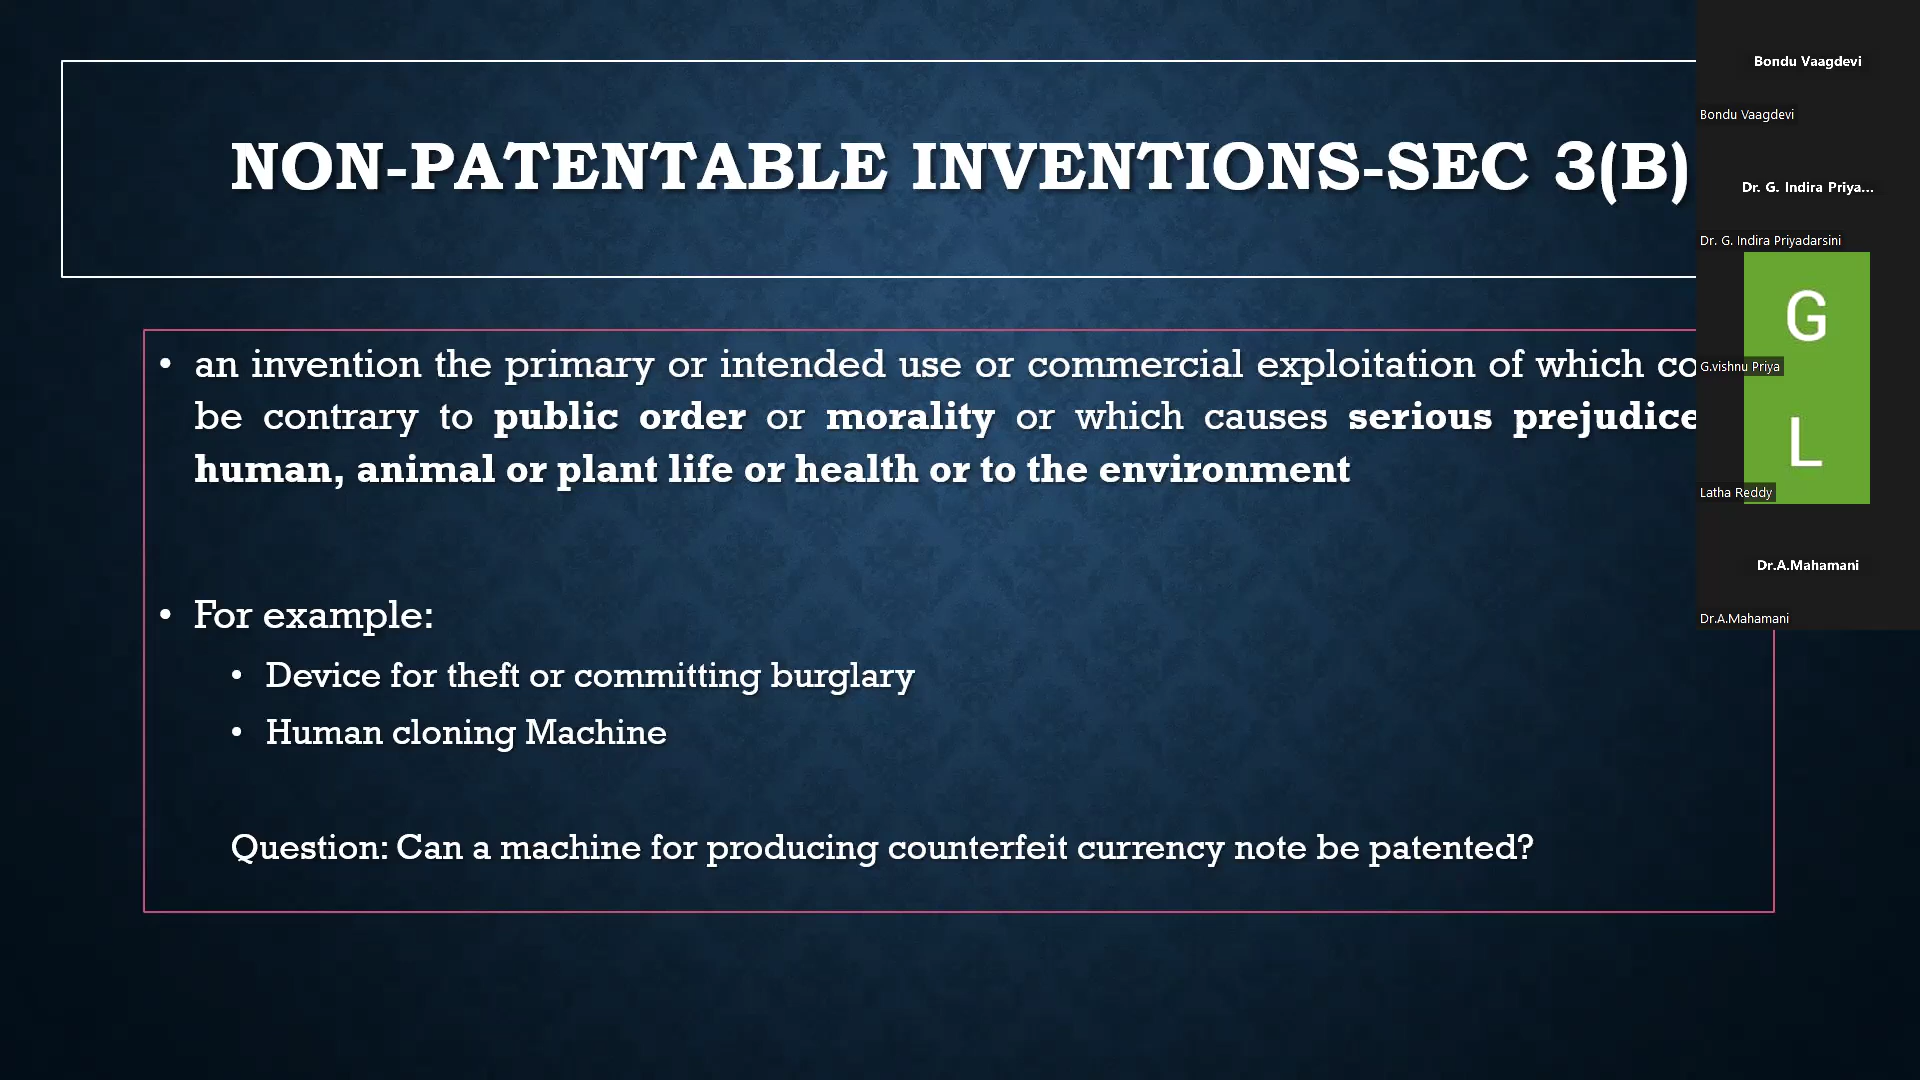 NON-PATENTABLE INVENTIONS-SEC 3(B)
• an invention the primary or intended use or commercial exploitation of which
be contrary to public order or morality or which causes serious prejudice
human, animal or plant life or health or to the environment
• For example:
• Device for theft or committing burglary
• Human cloning Machine
Question: Can a machine for producing counterfeit currency note be patented?
Bondu Vaagdevi
Bondu Vaagdevi
Dr. G. Indira Priya...
Dr. G. Indira Priyadarsini
G
G.vishnu Priya
L
Latha Reddy
Dr.A.Mahamani
Dr.A.Mahamani